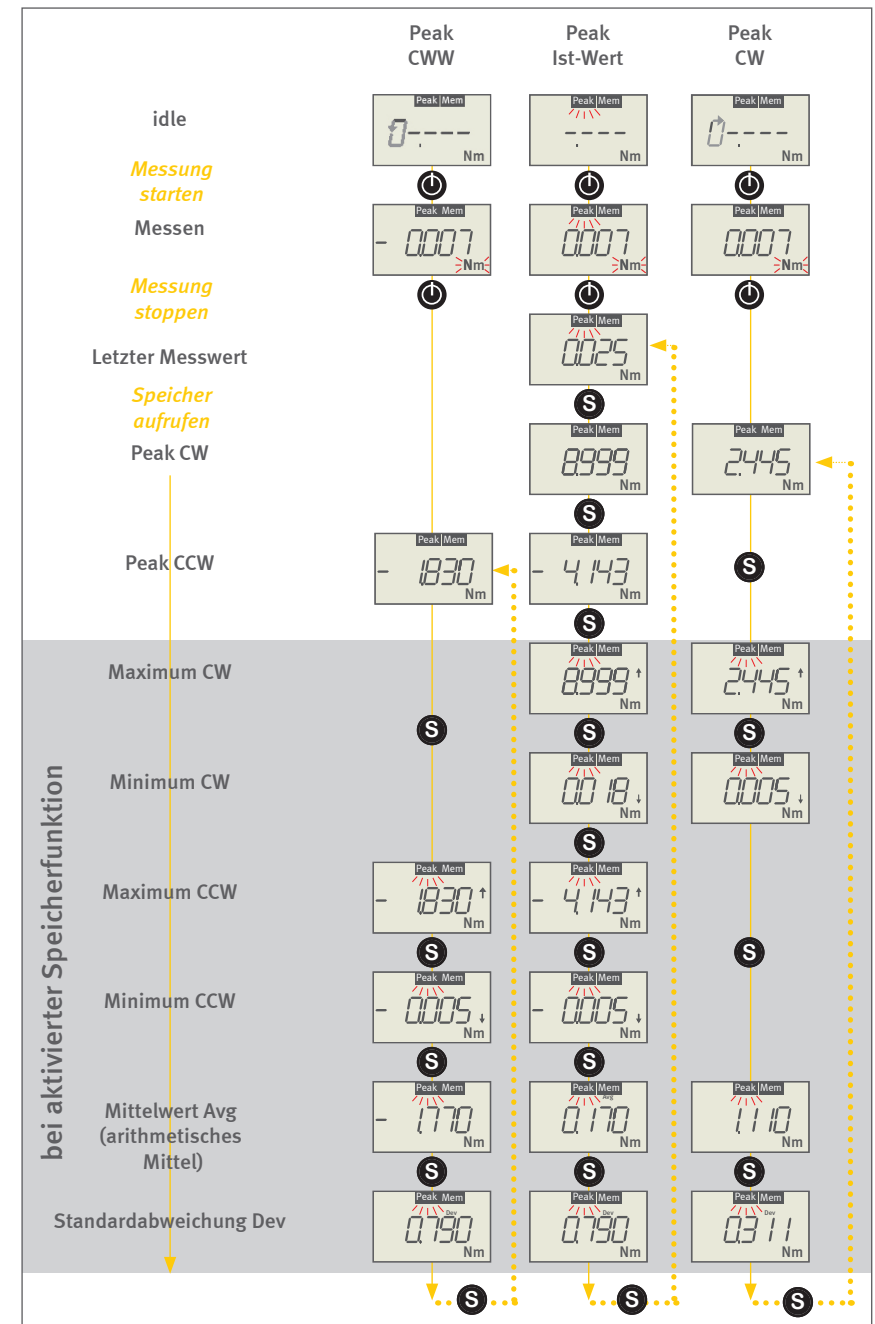 Peak CWW
Peak Ist-Wert
Peak CW
idle
Peak Mem
-.---- Nm
Peak Mem
-.---- Nm
Peak Mem
-.---- Nm
Messung starten
Messen
Peak Mem
- 0.007 Nm
Peak Mem
0.007 Nm
Peak Mem
0.007 Nm
Messung stoppen
Letzter Messwert
Peak Mem
0.025 Nm
Speicher aufrufen
S
Peak CW
Peak Mem
8.999 Nm
Peak Mem
2.445 Nm
S
Peak CCW
Peak Mem
- 1.830 Nm
Peak Mem
- 4.143 Nm
S
S
bei aktivierter Speicherfunktion
Maximum CW
Peak Mem
8.999 ↑ Nm
Peak Mem
2.445 ↑ Nm
S
S
S
Minimum CW
Peak Mem
0.018 ↓ Nm
Peak Mem
0.005 ↓ Nm
S
Maximum CCW
Peak Mem
- 1.830 ↑ Nm
Peak Mem
- 4.143 ↑ Nm
S
S
S
Minimum CCW
Peak Mem
- 0.005 ↓ Nm
Peak Mem
- 0.005 ↓ Nm
S
S
Mittelwert Avg
(arithmetisches
Mittel)
Peak Mem
- 1.770 Nm
Peak Mem
Avg
0.170 Nm
Peak Mem
1.110 Nm
S
S
S
Standardabweichung Dev
Peak Mem
Dev
0.790 Nm
Peak Mem
Dev
0.790 Nm
Peak Mem
Dev
0.311 Nm
S
S
S